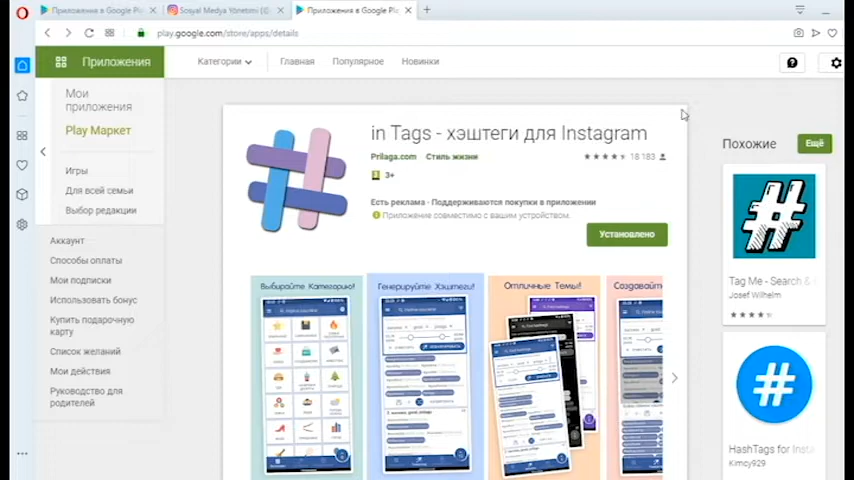 Приложения в Google Pl
Sosyal Medya Yönetimi (@
Приложения в Google Pl
play.google.com/store/apps/details
Приложения
Категории
Главная
Популярное
Новинки
Мои
приложения
Play Маркет
Игры
Для всей семьи
Выбор редакции
Аккаунт
Способы оплаты
Мои подписки
Использовать бонус
Купить подарочную
карту
Список желаний
Мои действия
Руководство для
родителей
in Tags - хэштеги для Instagram
Prilaga.com Стиль жизни
18 183
3+
Есть реклама · Поддерживаются покупки в приложении
Приложение совместимо с вашим устройством.
Установлено
Выбирайте Категорию!
Генерируйте Хэштеги!
Отличные Темы!
Создавайт
Похожие
Ещё
Tag Me - Search &
Josef Wilhelm
HashTags for Insta
Kimcy929